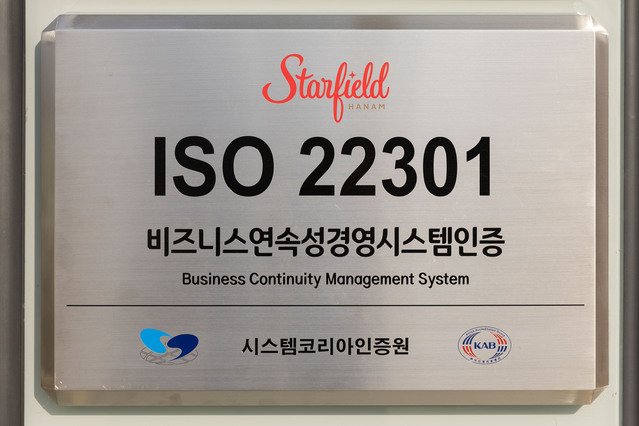 Starfield
HANAM
ISO 22301
비즈니스연속성경영시스템인증
Business Continuity Management System
시스템코리아인증원
KAB